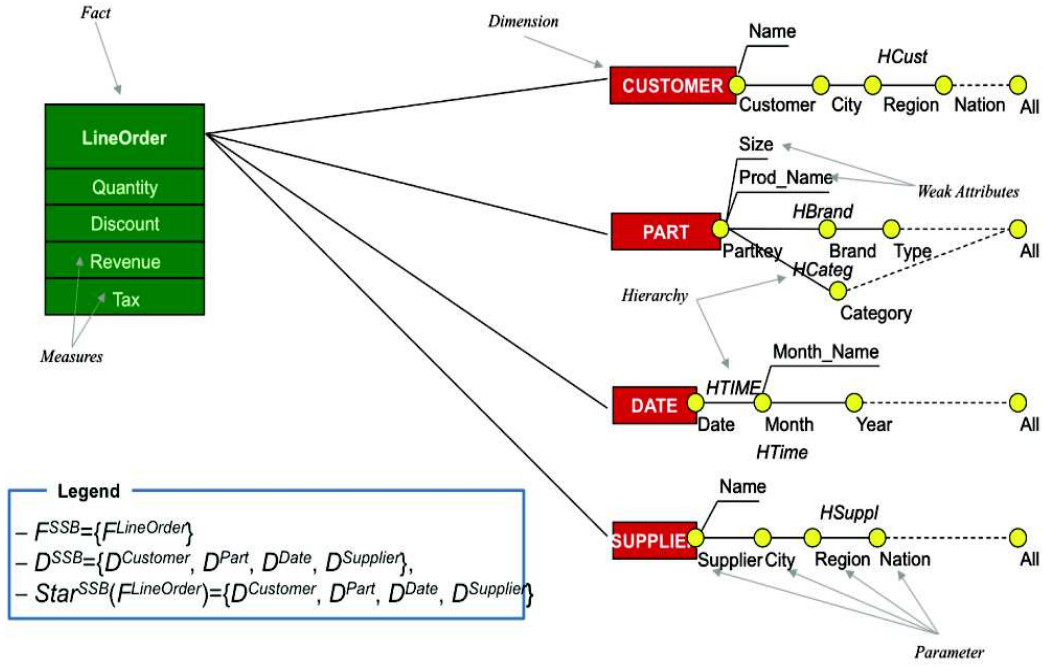 Fact
LineOrder
Quantity
Discount
Revenue
Tax
Measures
Dimension
CUSTOMER
Name
HCust
Customer
City
Region
Nation
All
PART
Size
Prod_Name
Weak Attributes
HBrand
Partkey
Brand
Type
All
HCateg
Category
Hierarchy
DATE
HTIME
Month_Name
Date
Month
Year
All
HTime
SUPPLIER
Name
HSuppl
Supplier
City
Region
Nation
All
Parameter
Legend
– F^SSB={F^LineOrder}
– D^SSB={D^Customer, D^Part, D^Date, D^Supplier},
– Star^SSB(F^LineOrder)={D^Customer, D^Part, D^Date, D^Supplier}